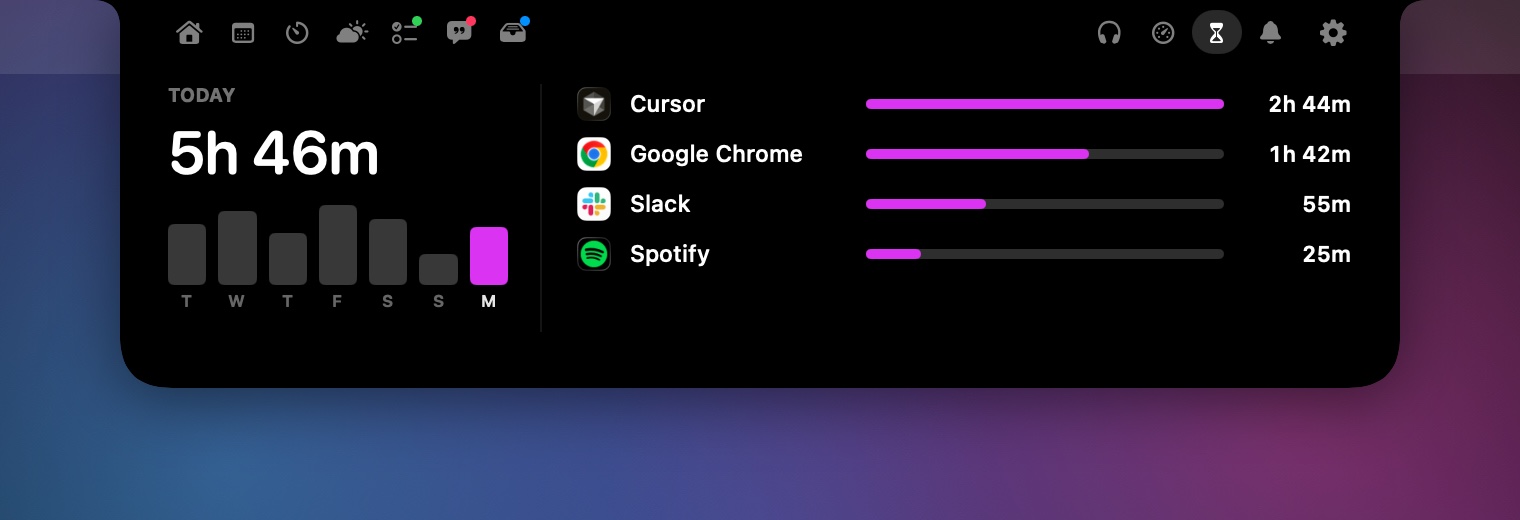 TODAY
5h 46m
T W T F S S M
Cursor 2h 44m
Google Chrome 1h 42m
Slack 55m
Spotify 25m